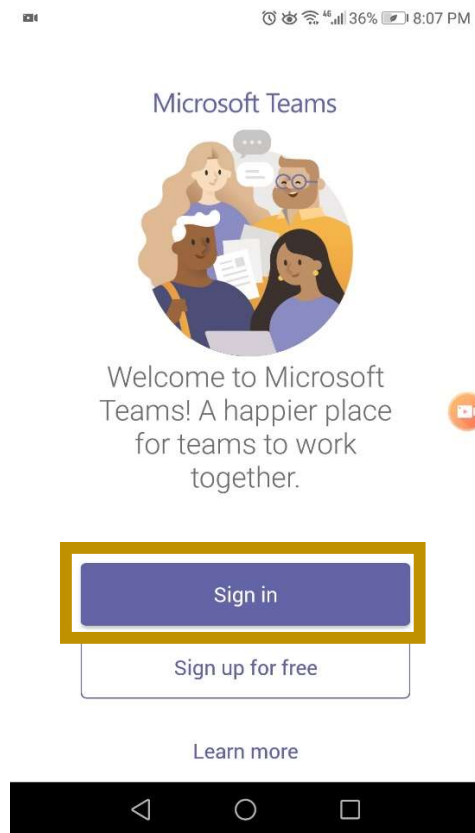 46 36% 8:07 PM
Microsoft Teams
Welcome to Microsoft
Teams! A happier place
for teams to work
together.
Sign in
Sign up for free
Learn more